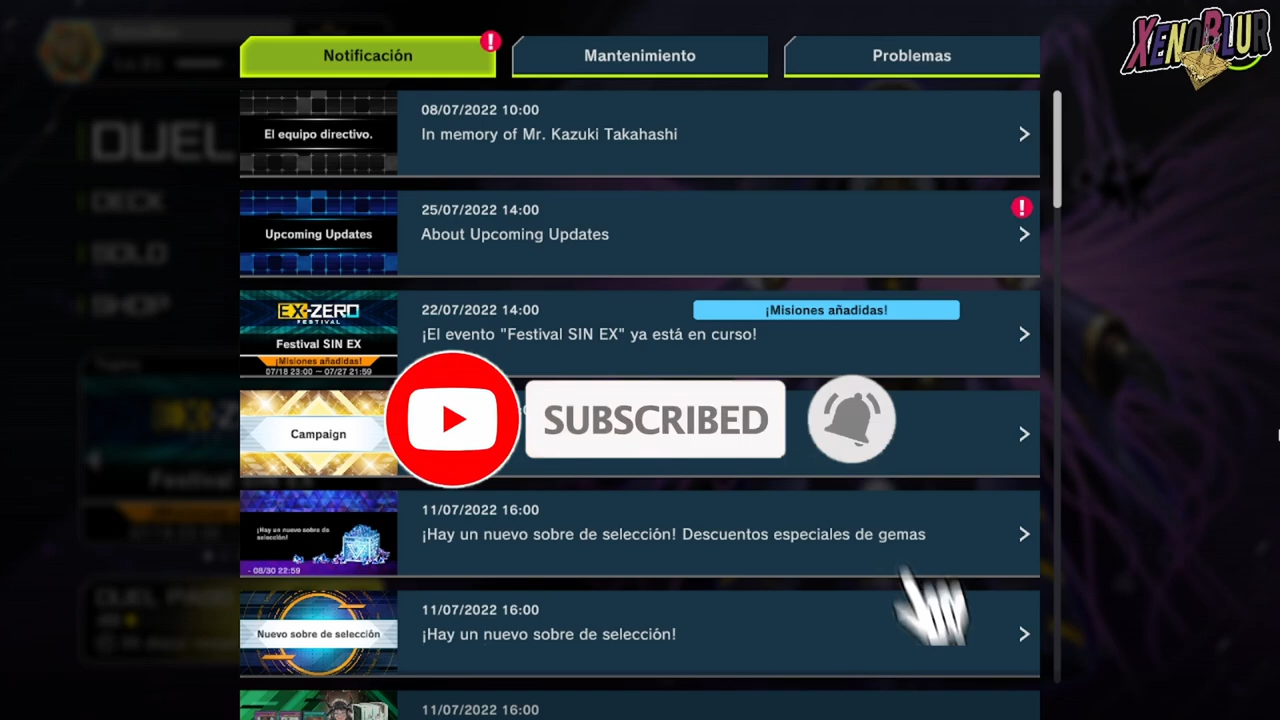 XENOBLUR
Notificación
Mantenimiento
Problemas
DUEL
DECK
SOLO
SHOP
El equipo directivo.
08/07/2022 10:00
In memory of Mr. Kazuki Takahashi
Upcoming Updates
25/07/2022 14:00
About Upcoming Updates
EX-ZERO
FESTIVAL
Festival SIN EX
¡Misiones añadidas!
07/18 23:00 — 07/27 21:59
22/07/2022 14:00
¡Misiones añadidas!
¡El evento "Festival SIN EX" ya está en curso!
Campaign
SUBSCRIBED
¡Hay un nuevo sobre de
selección!
- 08/30 22:59
11/07/2022 16:00
¡Hay un nuevo sobre de selección! Descuentos especiales de gemas
Nuevo sobre de selección
11/07/2022 16:00
¡Hay un nuevo sobre de selección!
11/07/2022 16:00